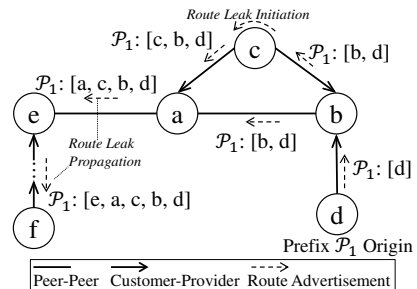 Route Leak Initiation
𝒫₁: [c, b, d]
c
𝒫₁: [b, d]
𝒫₁: [a, c, b, d]
e
a
b
Route Leak
Propagation
𝒫₁: [b, d]
𝒫₁: [d]
𝒫₁: [e, a, c, b, d]
f
d
Prefix 𝒫₁ Origin
Peer-Peer Customer-Provider Route Advertisement